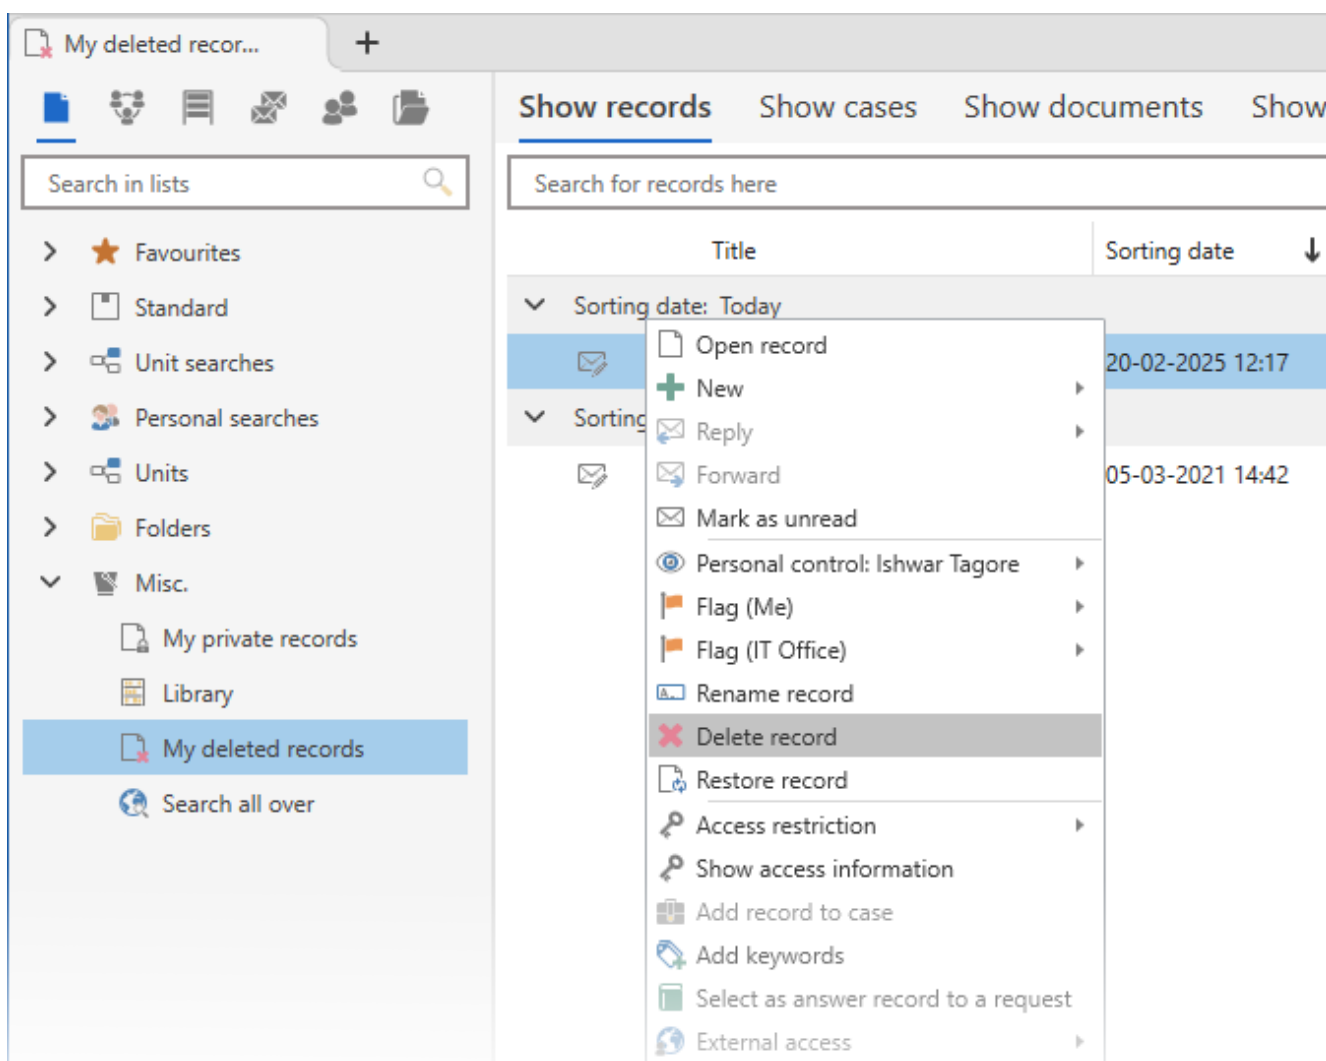 My deleted recor...
Show records Show cases Show documents Show
Search in lists
Search for records here
Favourites
Standard
Unit searches
Personal searches
Units
Folders
Misc.
My private records
Library
My deleted records
Search all over
Title Sorting date
Sorting date: Today
20-02-2025 12:17
Sorting
05-03-2021 14:42
Open record
New
Reply
Forward
Mark as unread
Personal control: Ishwar Tagore
Flag (Me)
Flag (IT Office)
Rename record
Delete record
Restore record
Access restriction
Show access information
Add record to case
Add keywords
Select as answer record to a request
External access